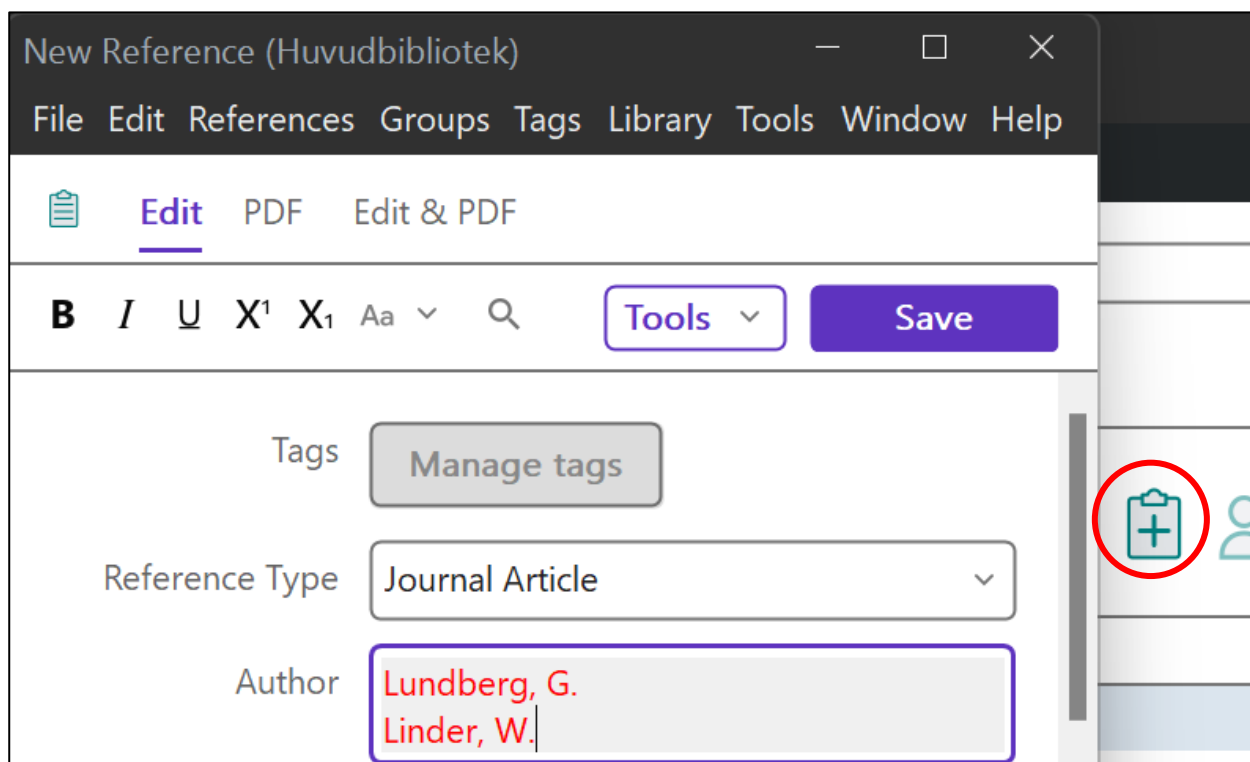 New Reference (Huvudbibliotek)
File Edit References Groups Tags Library Tools Window Help
Edit PDF Edit & PDF
B I U X¹ X₁ Aa Tools Save
Tags Manage tags
Reference Type Journal Article
Author Lundberg, G.
Linder, W.